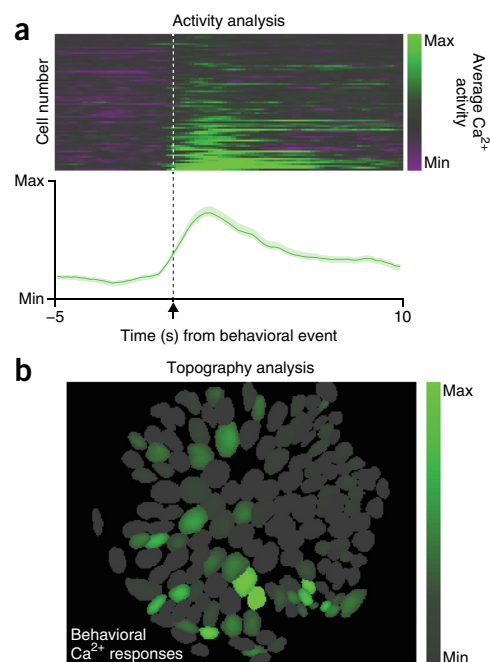 a
Activity analysis
Cell number
Max
Min
Average Ca2+
activity
Max
Min
−5
10
Time (s) from behavioral event
b
Topography analysis
Max
Min
Behavioral
Ca2+ responses